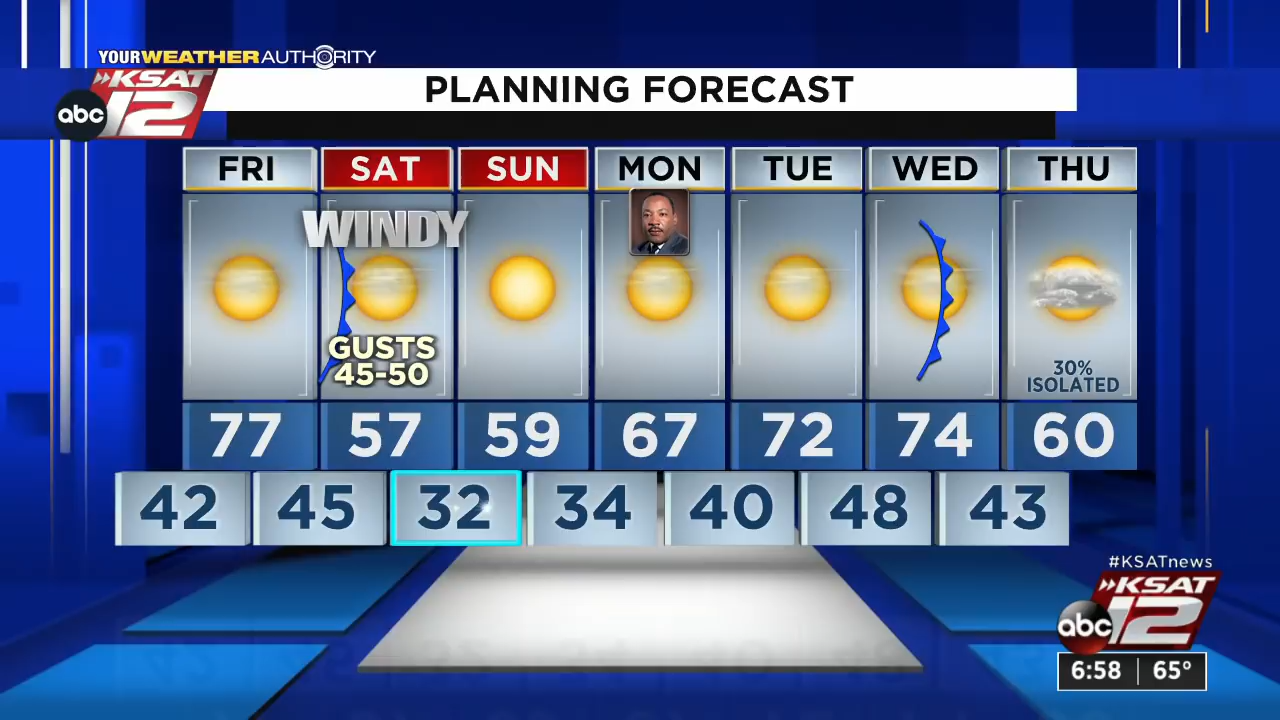 YOURWEATHERAUTHORITY
KSAT
abc 12
PLANNING FORECAST
FRI SAT SUN MON TUE WED THU
WINDY
GUSTS
45-50
30%
ISOLATED
77 57 59 67 72 74 60
42 45 32 34 40 48 43
#KSATnews
KSAT
abc 12
6:58 65°